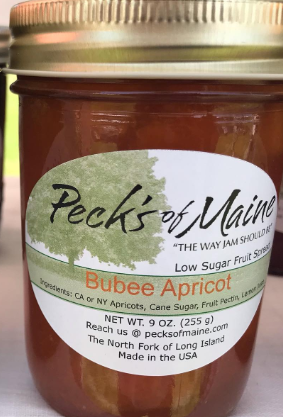 Peck's of Maine
"THE WAY JAM SHOULD BE"
Low Sugar Fruit Spread
Bubee Apricot
Ingredients: CA or NY Apricots, Cane Sugar, Fruit Pectin, Lemon
NET WT. 9 OZ. (255 g)
Reach us @ pecksofmaine.com
The North Fork of Long Island
Made in the USA